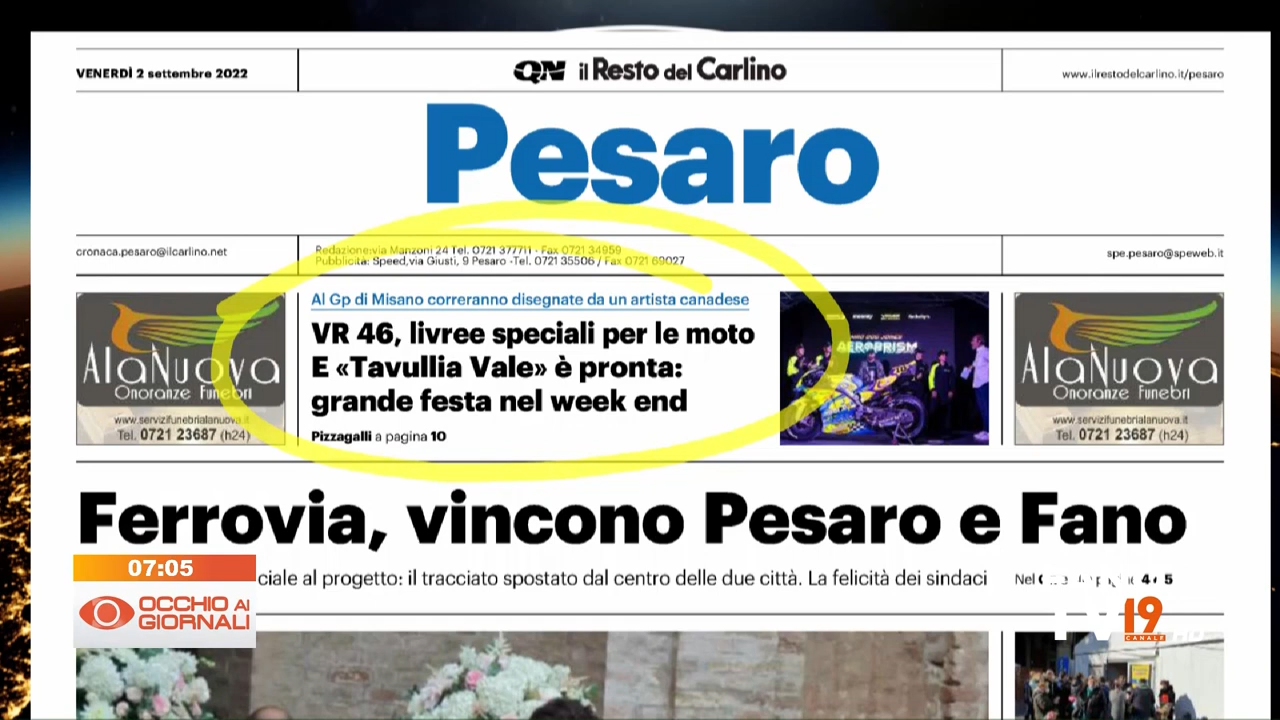 VENERDÌ 2 settembre 2022
QN il Resto del Carlino
www.ilrestodelcarlino.it/pesaro
Pesaro
cronaca.pesaro@ilcarlino.net
Redazione:via Manzoni 24 Tel. 0721 377711 - Fax 0721 34959
Pubblicità: Speed,via Giusti, 9 Pesaro -Tel. 0721 35506 / Fax 0721 69027
spe.pesaro@speweb.it
AlaNuova
Onoranze Funebri
www.servizifunebrialanuova.it
Tel. 0721 23687 (h24)
Al Gp di Misano correranno disegnate da un artista canadese
VR 46, livree speciali per le moto
E «Tavullia Vale» è pronta:
grande festa nel week end
Pizzagalli a pagina 10
AEROPRISM
AlaNuova
Onoranze Funebri
www.servizifunebrialanuova.it
Tel. 0721 23687 (h24)
Ferrovia, vincono Pesaro e Fano
ciale al progetto: il tracciato spostato dal centro delle due città. La felicità dei sindaci
Nel
07:05
OCCHIO AI
GIORNALI
TV 19
CANALE